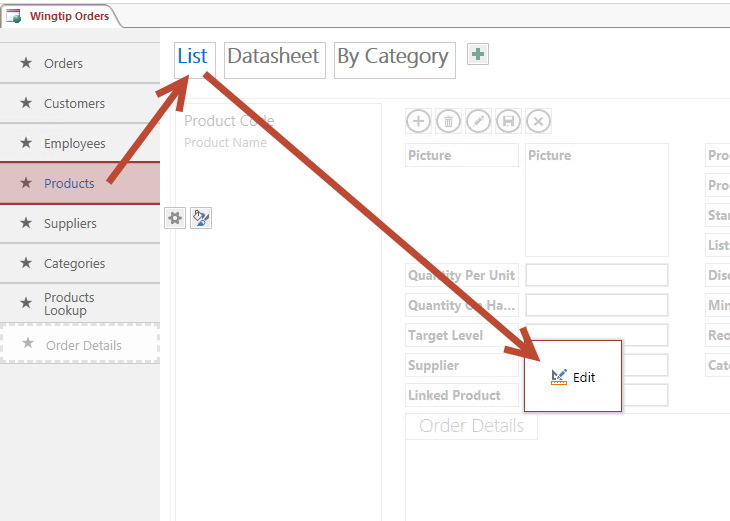 Wingtip Orders
Orders
Customers
Employees
Products
Suppliers
Categories
Products
Lookup
Order Details
List
Datasheet
By Category
Product Code
Product Name
Picture
Picture
Pro
Pro
Star
List
Quantity Per Unit
Disc
Quantity On Ha...
Min
Target Level
Reo
Supplier
Cate
Linked Product
Edit
Order Details